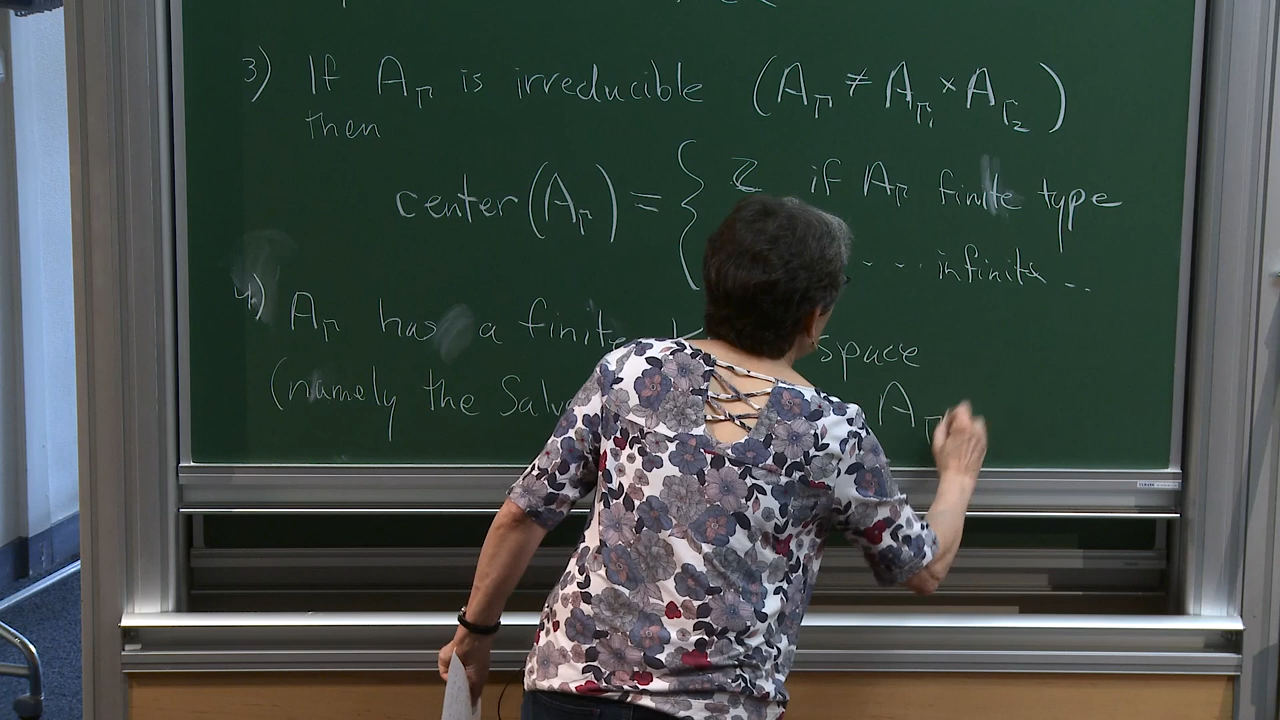 3) If A_Γ is irreducible (A_Γ ≠ A_Γ₁ × A_Γ₂)
then
center(A_Γ) = { ℤ if A_Γ finite type
... infinite ..
4) A_Γ has a finite space
(namely the A_Γ